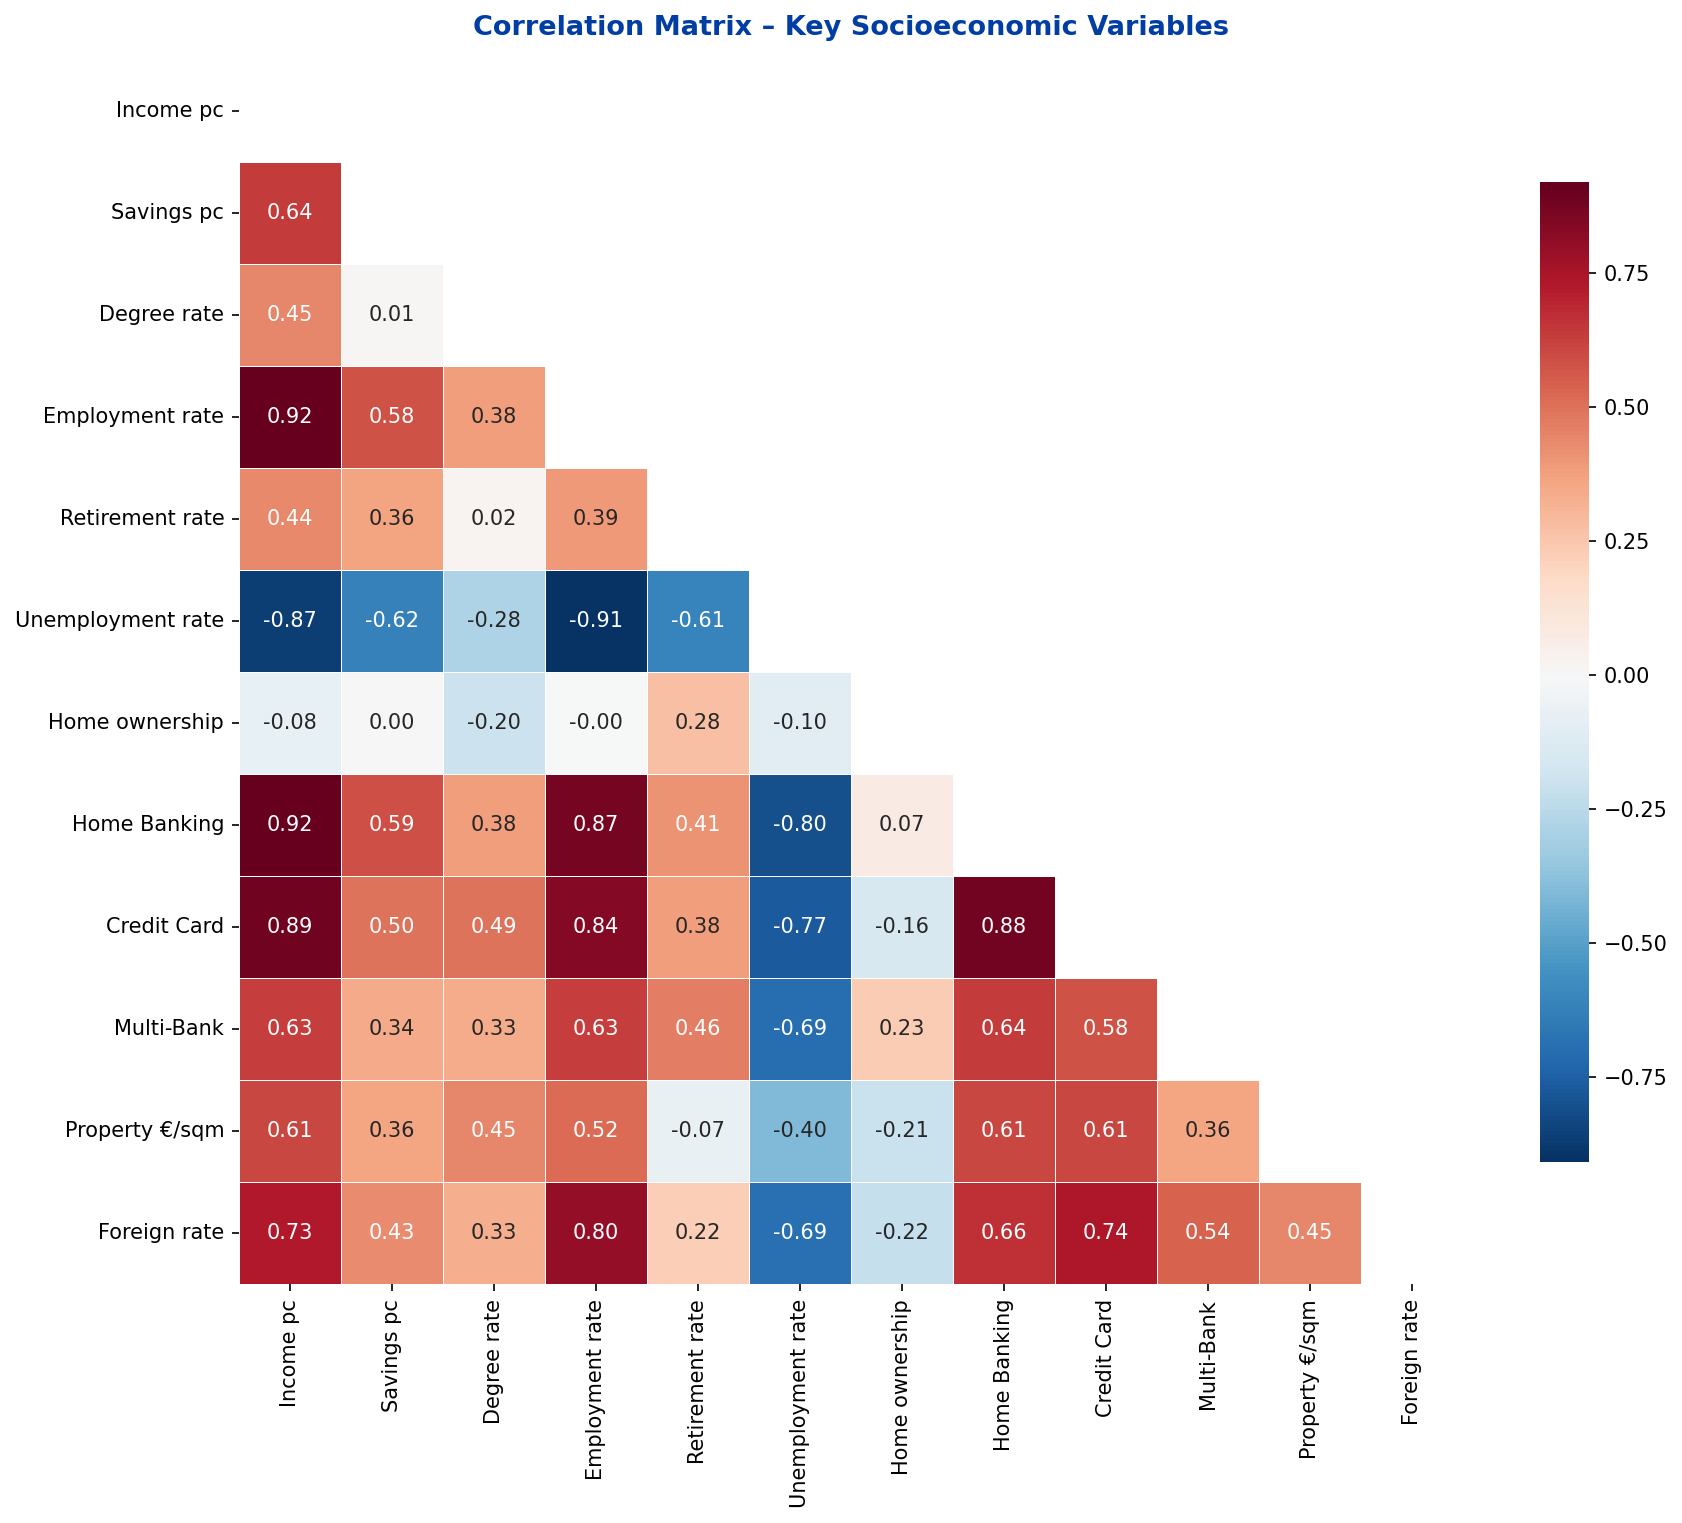 Correlation Matrix – Key Socioeconomic Variables
Income pc
Savings pc 0.64
Degree rate 0.45 0.01
Employment rate 0.92 0.58 0.38
Retirement rate 0.44 0.36 0.02 0.39
Unemployment rate -0.87 -0.62 -0.28 -0.91 -0.61
Home ownership -0.08 0.00 -0.20 -0.00 0.28 -0.10
Home Banking 0.92 0.59 0.38 0.87 0.41 -0.80 0.07
Credit Card 0.89 0.50 0.49 0.84 0.38 -0.77 -0.16 0.88
Multi-Bank 0.63 0.34 0.33 0.63 0.46 -0.69 0.23 0.64 0.58
Property €/sqm 0.61 0.36 0.45 0.52 -0.07 -0.40 -0.21 0.61 0.61 0.36
Foreign rate 0.73 0.43 0.33 0.80 0.22 -0.69 -0.22 0.66 0.74 0.54 0.45
Income pc
Savings pc
Degree rate
Employment rate
Retirement rate
Unemployment rate
Home ownership
Home Banking
Credit Card
Multi-Bank
Property €/sqm
Foreign rate
0.75
0.50
0.25
0.00
−0.25
−0.50
−0.75